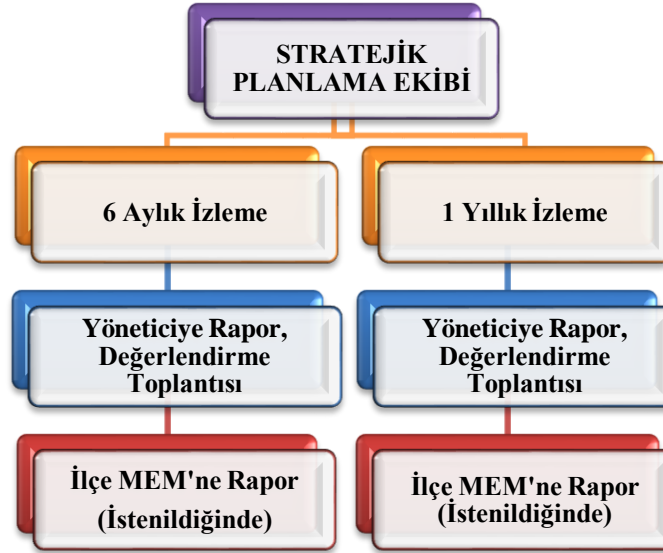 STRATEJİK
PLANLAMA EKİBİ
6 Aylık İzleme
1 Yıllık İzleme
Yöneticiye Rapor,
Değerlendirme
Toplantısı
Yöneticiye Rapor,
Değerlendirme
Toplantısı
İlçe MEM'ne Rapor
(İstenildiğinde)
İlçe MEM'ne Rapor
(İstenildiğinde)